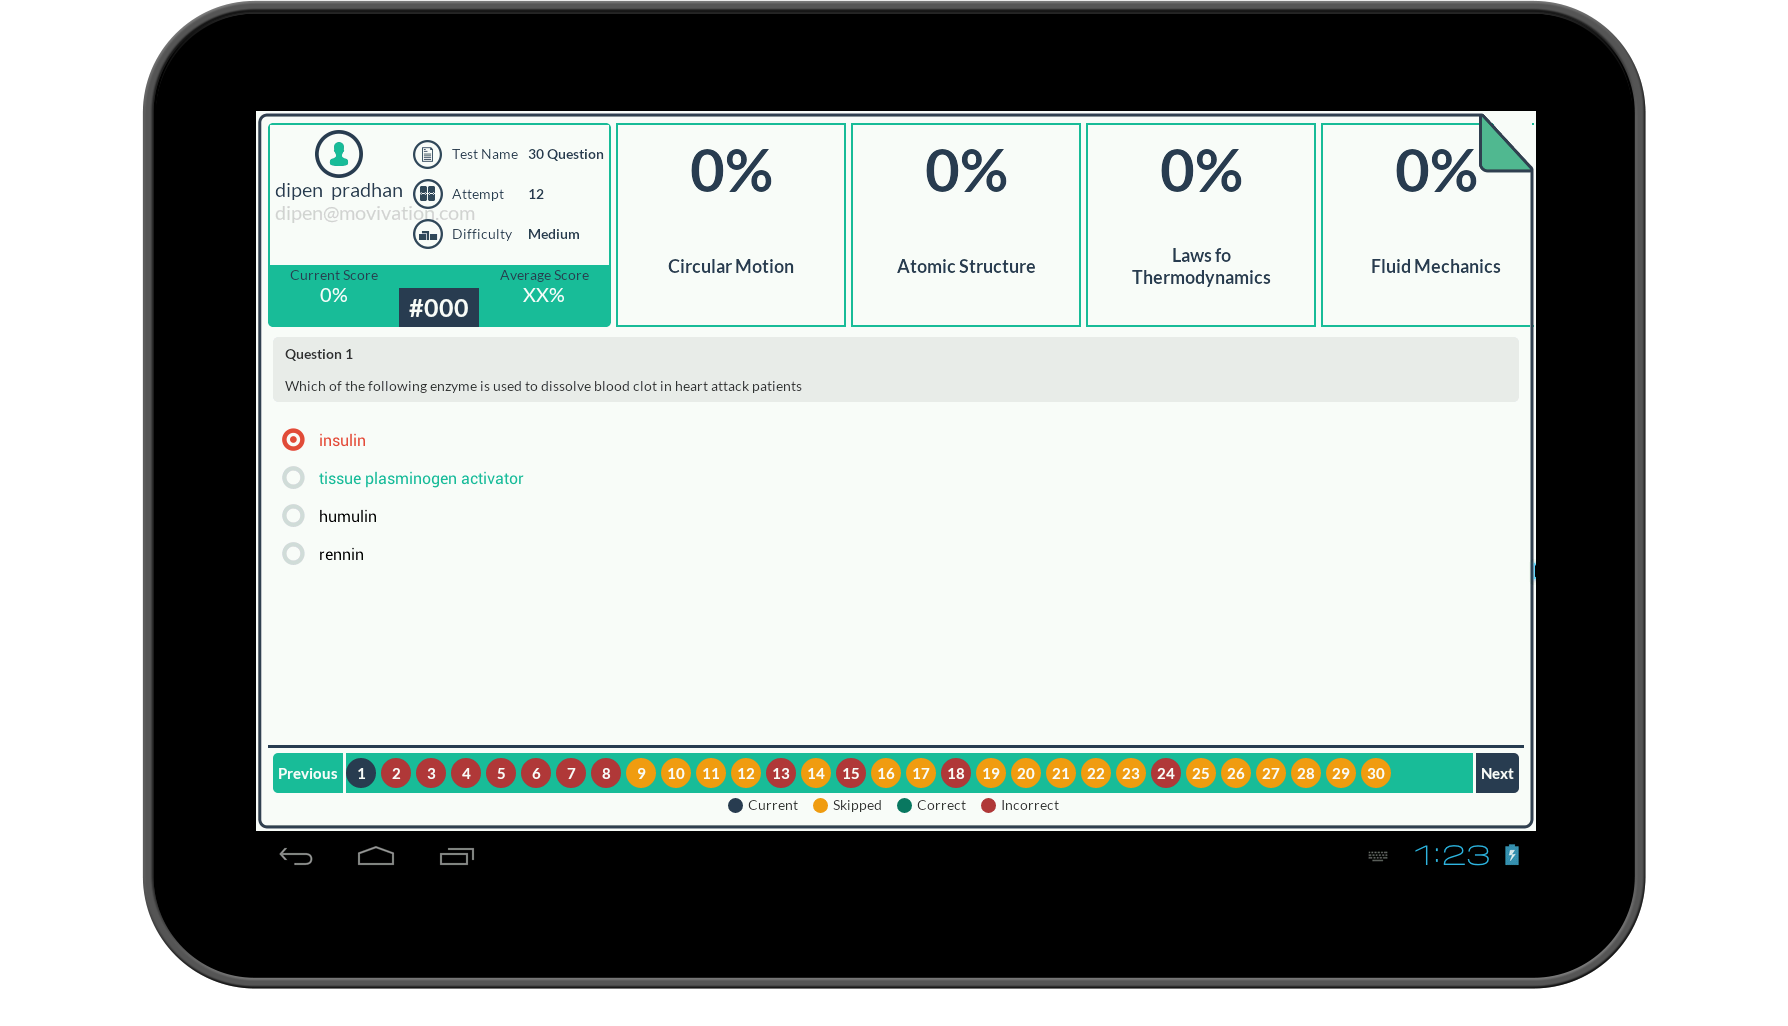 dipen pradhan
dipen@movivation.com
Test Name 30 Question
Attempt 12
Difficulty Medium
Current Score
0%
#000
Average Score
XX%
0%
Circular Motion
0%
Atomic Structure
0%
Laws fo
Thermodynamics
0%
Fluid Mechanics
Question 1
Which of the following enzyme is used to dissolve blood clot in heart attack patients
insulin
tissue plasminogen activator
humulin
rennin
Previous 1 2 3 4 5 6 7 8 9 10 11 12 13 14 15 16 17 18 19 20 21 22 23 24 25 26 27 28 29 30 Next
Current Skipped Correct Incorrect
1:23